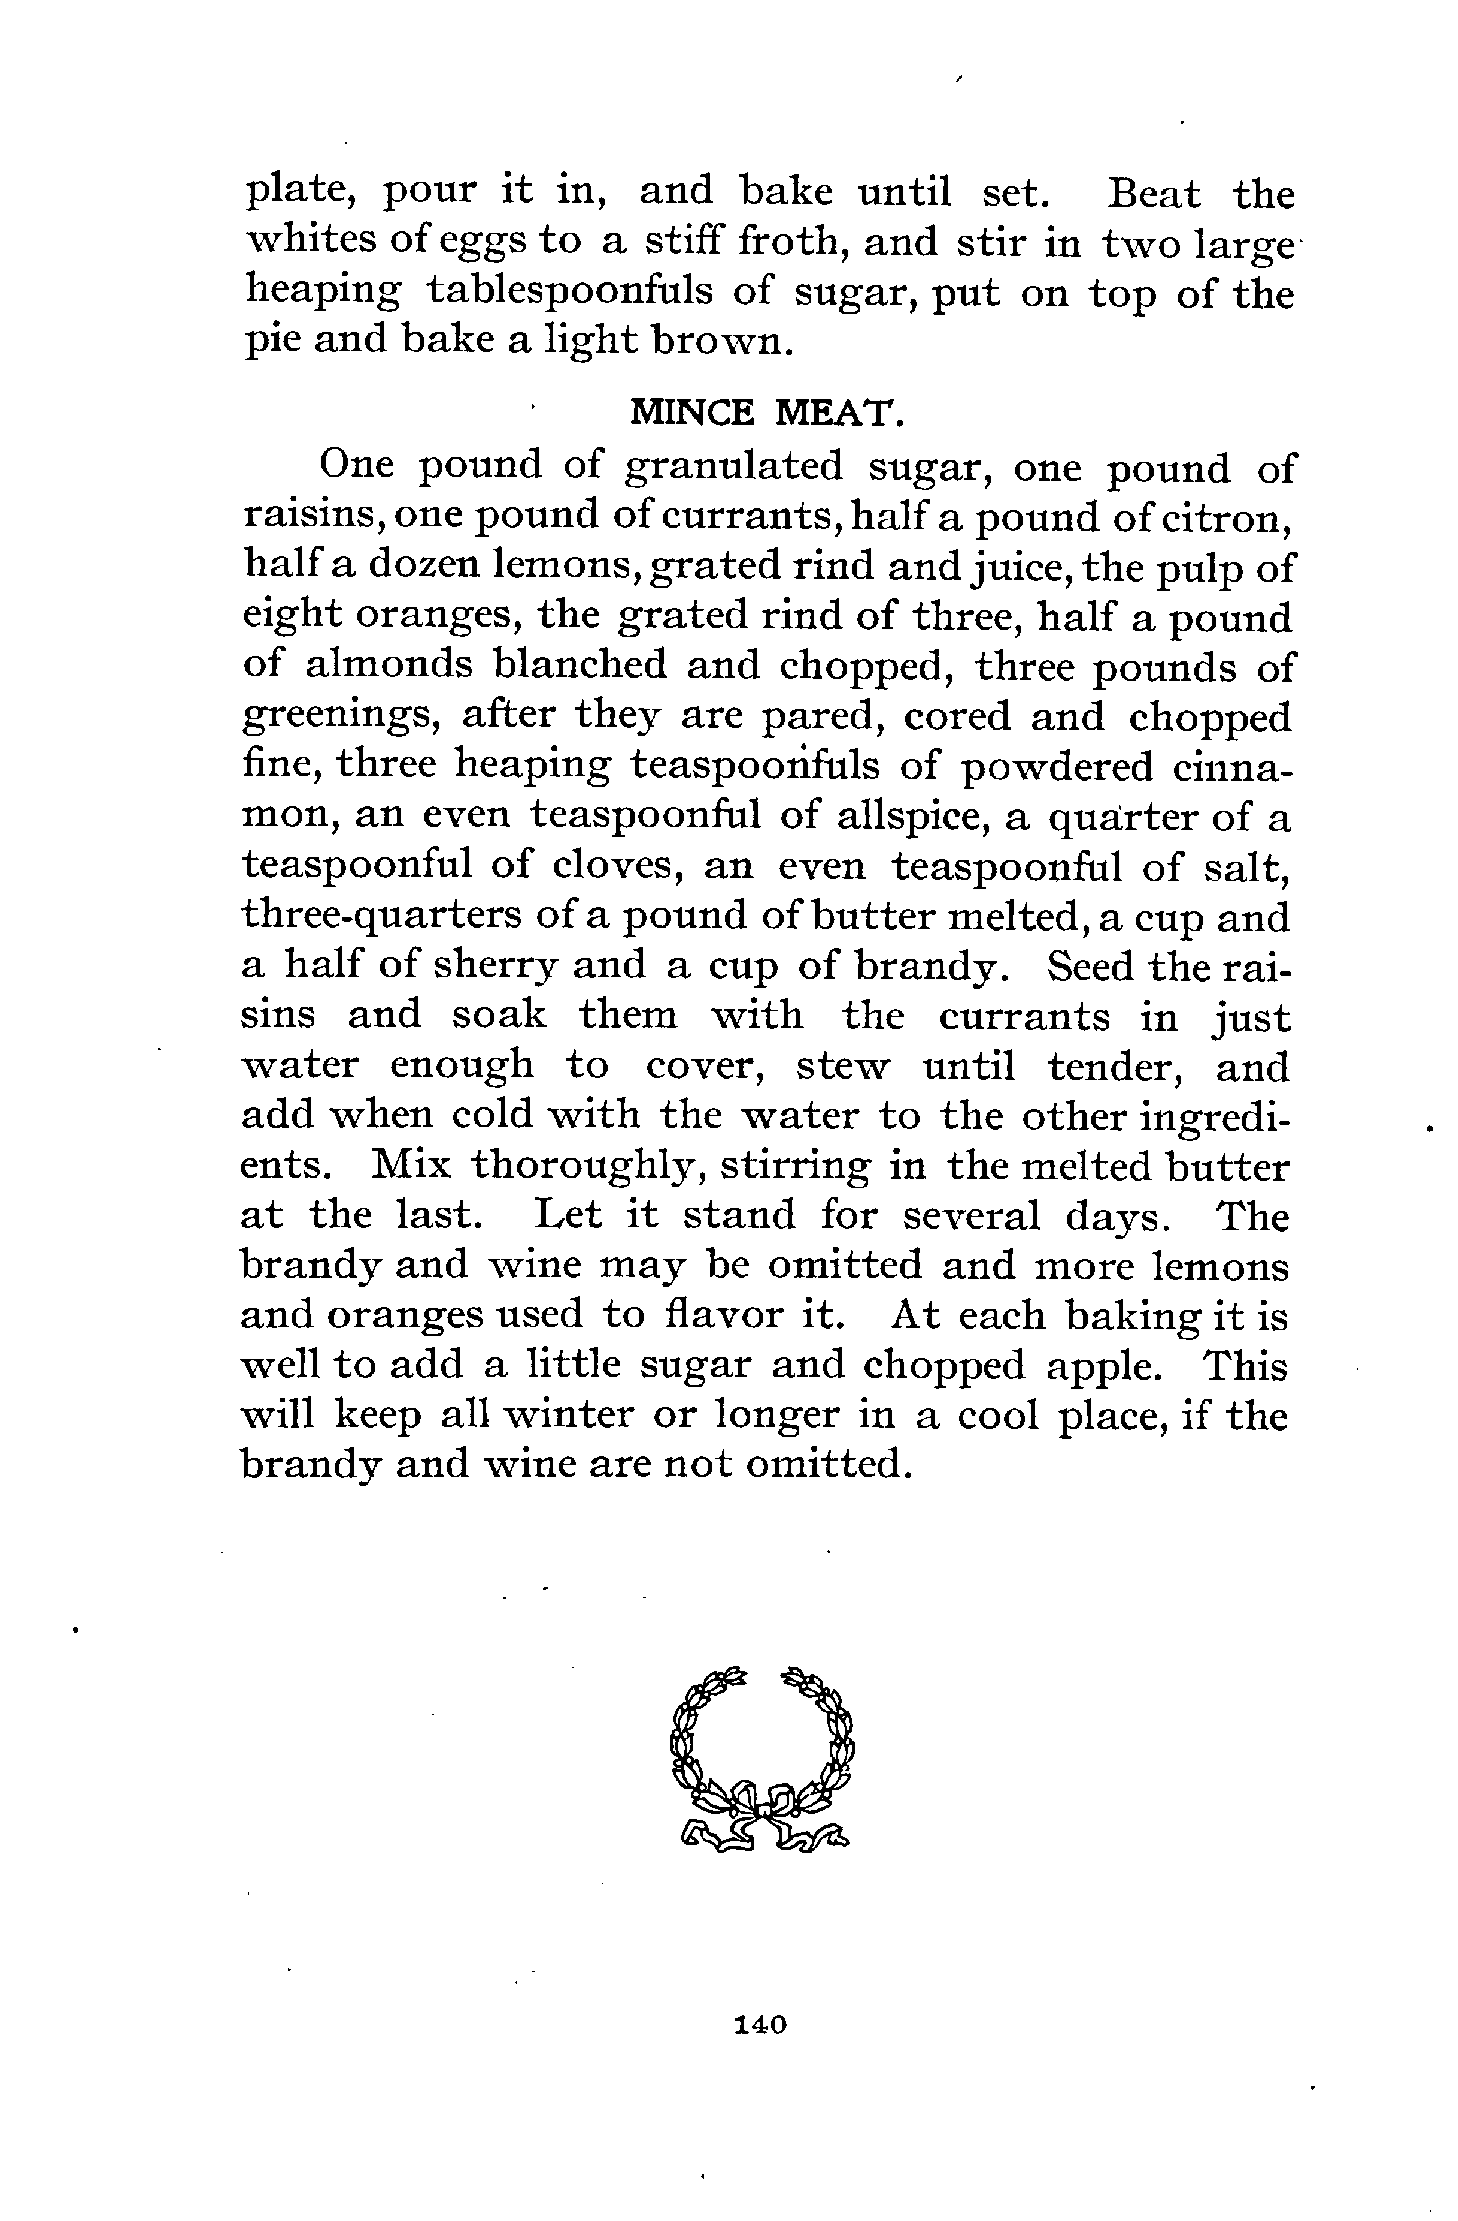 plate, pour it in, and bake until set. Beat the
whites of eggs to a stiff froth, and stir in two large
heaping tablespoonfuls of sugar, put on top of the
pie and bake a light brown.
MINCE MEAT.
One pound of granulated sugar, one pound of
raisins, one pound of currants, half a pound of citron,
half a dozen lemons, grated rind and juice, the pulp of
eight oranges, the grated rind of three, half a pound
of almonds blanched and chopped, three pounds of
greenings, after they are pared, cored and chopped
fine, three heaping teaspoonfuls of powdered cinna-
mon, an even teaspoonful of allspice, a quarter of a
teaspoonful of cloves, an even teaspoonful of salt,
three-quarters of a pound of butter melted, a cup and
a half of sherry and a cup of brandy. Seed the rai-
sins and soak them with the currants in just
water enough to cover, stew until tender, and
add when cold with the water to the other ingredi-
ents. Mix thoroughly, stirring in the melted butter
at the last. Let it stand for several days. The
brandy and wine may be omitted and more lemons
and oranges used to flavor it. At each baking it is
well to add a little sugar and chopped apple. This
will keep all winter or longer in a cool place, if the
brandy and wine are not omitted.
140